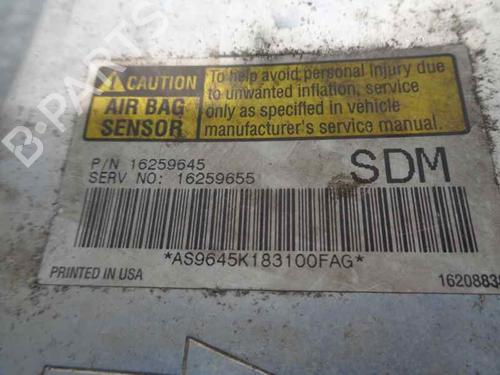 B-PARTS
CAUTION
AIR BAG
SENSOR
To help avoid personal injury due
to unwanted inflation, service
only as specified in vehicle
manufacturer's service manual.
P/N 16259645
SERV NO: 16259655
SDM
*AS9645K183100FAG*
PRINTED IN USA